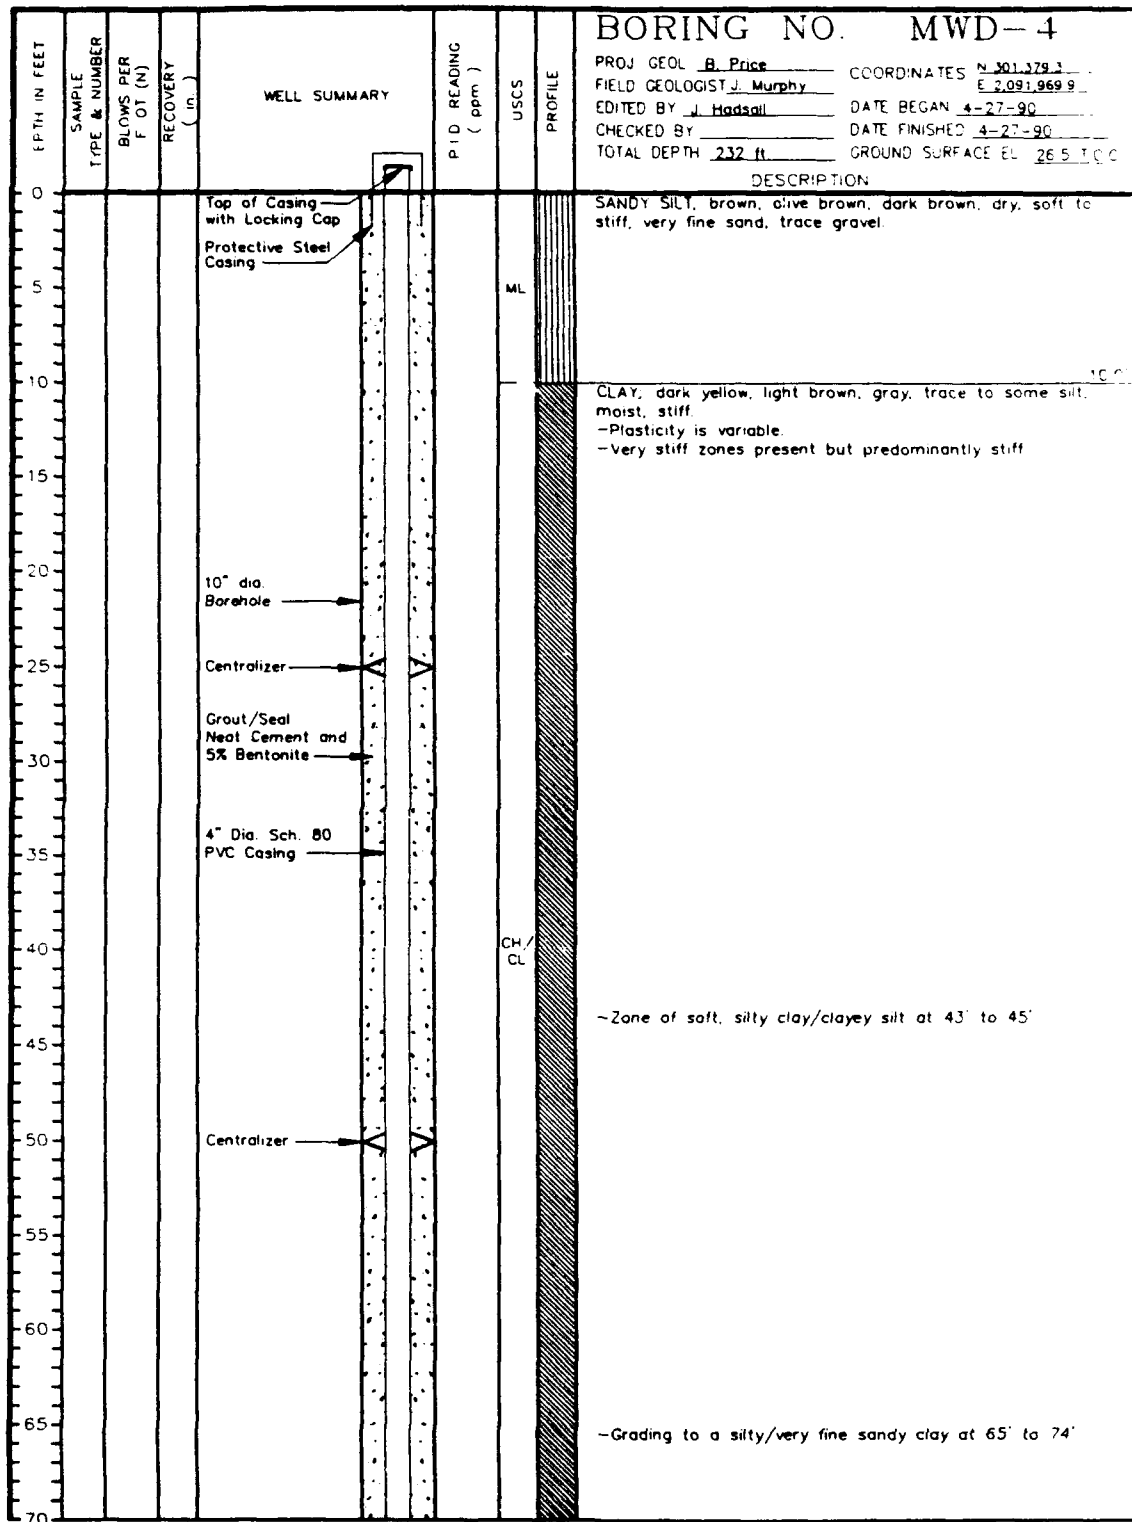 BORING NO. MWD-4
PROJ GEOL B. Price
FIELD GEOLOGIST J. Murphy
EDITED BY J. Hadsall
CHECKED BY
TOTAL DEPTH 232 ft.
COORDINATES N 301,379.3
E 2,091,969 9
DATE BEGAN 4-27-90
DATE FINISHED 4-27-90
GROUND SURFACE EL 26 5 T O C
DESCRIPTION
EPTH IN FEET
SAMPLE
TYPE & NUMBER
BLOWS PER
F OT (N)
RECOVERY
(in.)
WELL SUMMARY
PID READING
(ppm)
USCS
PROFILE
0
Top of Casing
with Locking Cap
Protective Steel
Casing
SANDY SILT, brown, olive brown, dark brown, dry, soft to
stiff, very fine sand, trace gravel.
5
ML
10
CLAY; dark yellow, light brown, gray, trace to some silt,
moist, stiff.
-Plasticity is variable.
-Very stiff zones present but predominantly stiff
15
20
10" dia.
Borehole
25
Centralizer
Grout/Seal
Neat Cement and
5% Bentonite
30
4" Dia. Sch. 80
PVC Casing
35
40
CH/
CL
-Zone of soft, silty clay/clayey silt at 43' to 45'
45
50
Centralizer
55
60
65
-Grading to a silty/very fine sandy clay at 65' to 74'
70